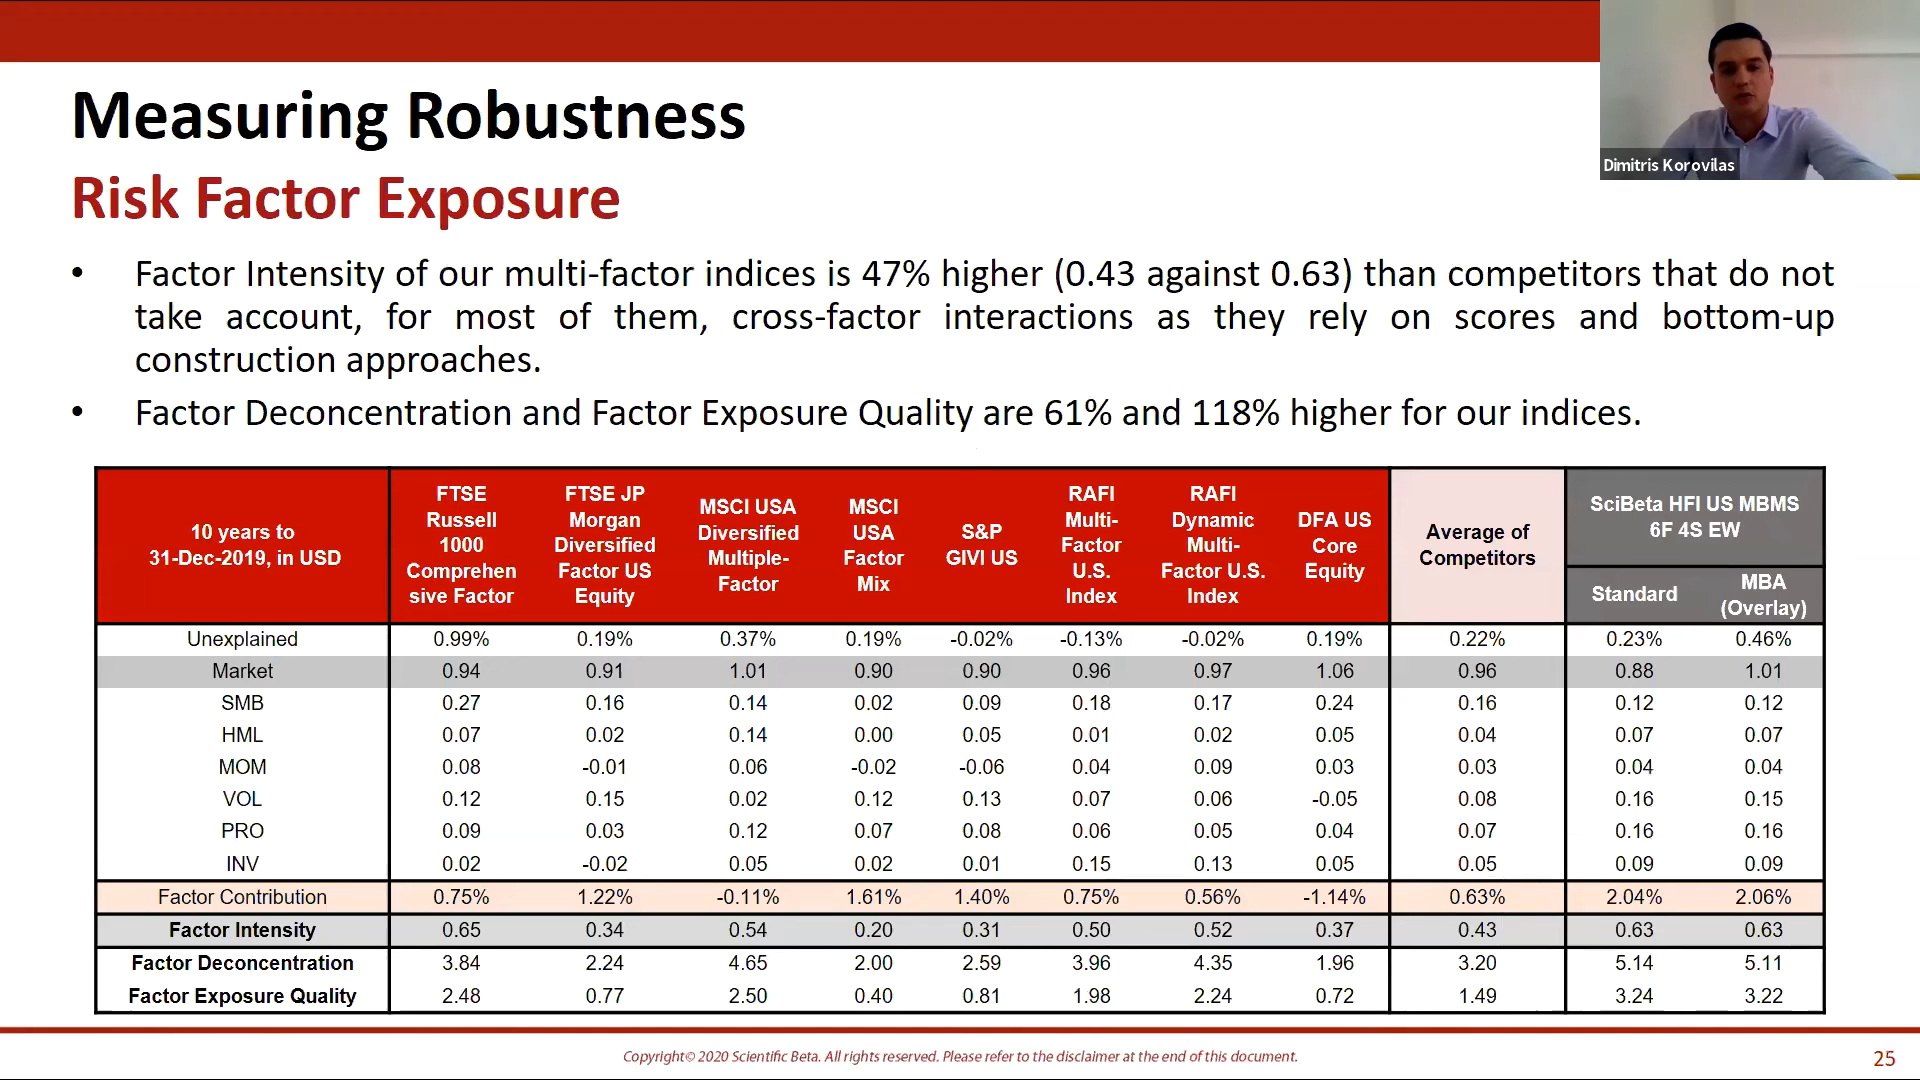 Dimitris Korovilas
Measuring Robustness
Risk Factor Exposure
• Factor Intensity of our multi-factor indices is 47% higher (0.43 against 0.63) than competitors that do not
take account, for most of them, cross-factor interactions as they rely on scores and bottom-up
construction approaches.
• Factor Deconcentration and Factor Exposure Quality are 61% and 118% higher for our indices.
10 years to
31-Dec-2019, in USD
FTSE
Russell
1000
Comprehen
sive Factor
FTSE JP
Morgan
Diversified
Factor US
Equity
MSCI USA
Diversified
Multiple-
Factor
MSCI
USA
Factor
Mix
S&P
GIVI US
RAFI
Multi-
Factor
U.S.
Index
RAFI
Dynamic
Multi-
Factor U.S.
Index
DFA US
Core
Equity
Average of
Competitors
SciBeta HFI US MBMS
6F 4S EW
Standard
MBA
(Overlay)
Unexplained 0.99% 0.19% 0.37% 0.19% -0.02% -0.13% -0.02% 0.19% 0.22% 0.23% 0.46%
Market 0.94 0.91 1.01 0.90 0.90 0.96 0.97 1.06 0.96 0.88 1.01
SMB 0.27 0.16 0.14 0.02 0.09 0.18 0.17 0.24 0.16 0.12 0.12
HML 0.07 0.02 0.14 0.00 0.05 0.01 0.02 0.05 0.04 0.07 0.07
MOM 0.08 -0.01 0.06 -0.02 -0.06 0.04 0.09 0.03 0.03 0.04 0.04
VOL 0.12 0.15 0.02 0.12 0.13 0.07 0.06 -0.05 0.08 0.16 0.15
PRO 0.09 0.03 0.12 0.07 0.08 0.06 0.05 0.04 0.07 0.16 0.16
INV 0.02 -0.02 0.05 0.02 0.01 0.15 0.13 0.05 0.05 0.09 0.09
Factor Contribution 0.75% 1.22% -0.11% 1.61% 1.40% 0.75% 0.56% -1.14% 0.63% 2.04% 2.06%
Factor Intensity 0.65 0.34 0.54 0.20 0.31 0.50 0.52 0.37 0.43 0.63 0.63
Factor Deconcentration 3.84 2.24 4.65 2.00 2.59 3.96 4.35 1.96 3.20 5.14 5.11
Factor Exposure Quality 2.48 0.77 2.50 0.40 0.81 1.98 2.24 0.72 1.49 3.24 3.22
Copyright© 2020 Scientific Beta. All rights reserved. Please refer to the disclaimer at the end of this document.
25